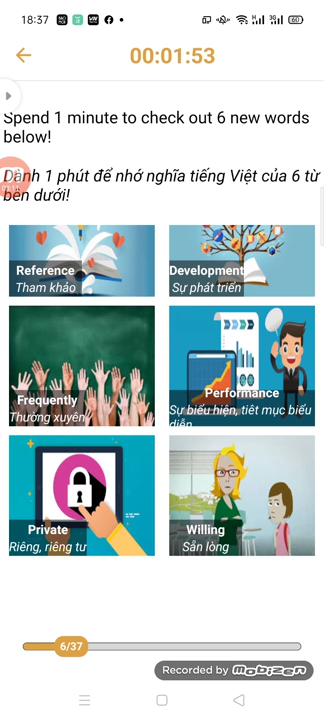 18:37
60
00:01:53
Spend 1 minute to check out 6 new words
below!
Dành 1 phút để nhớ nghĩa tiếng Việt của 6 từ
bên dưới!
Reference
Tham khảo
Development
Sự phát triển
Frequently
Thường xuyên
Performance
Sự biểu hiện, tiêt mục biểu
diễn
Private
Riêng, riêng tư
Willing
Sẵn lòng
6/37
Recorded by mobizen